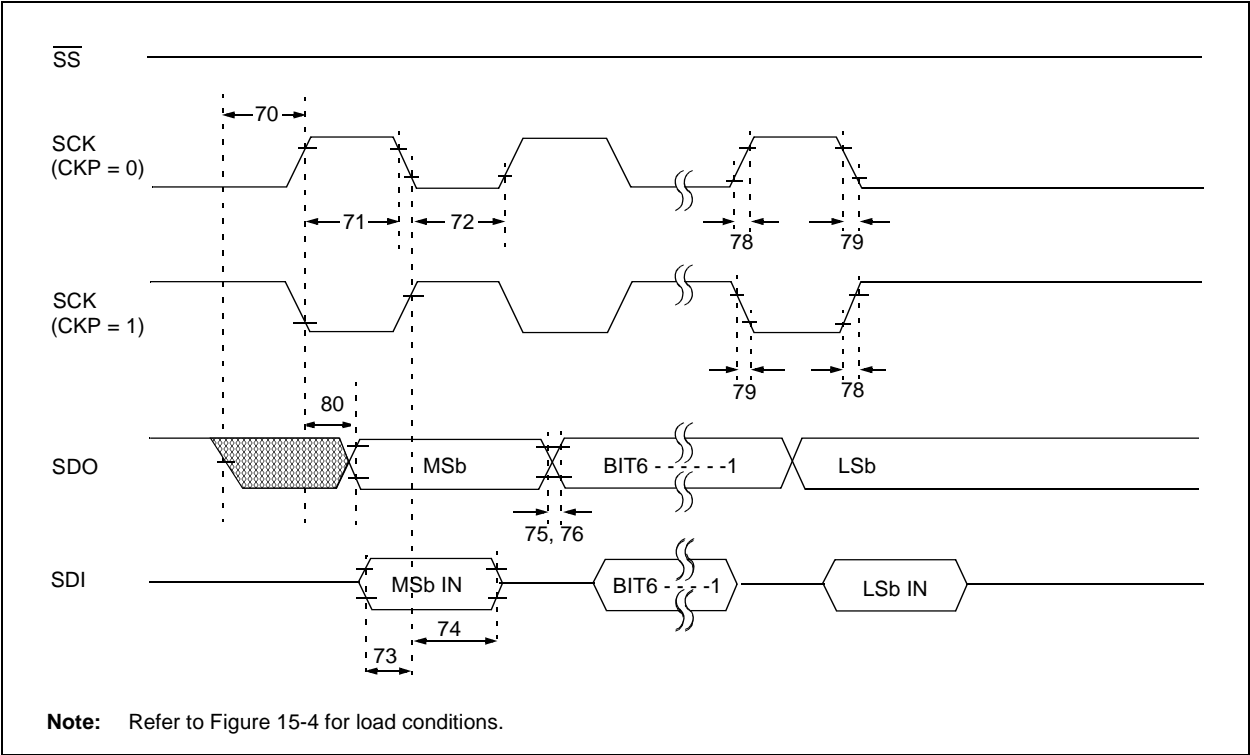 SS
70
SCK
(CKP = 0)
71
72
78
79
SCK
(CKP = 1)
79
78
80
SDO
MSb
BIT6 - - - - - -1
LSb
75, 76
SDI
MSb IN
BIT6 - - - -1
LSb IN
74
73
Note: Refer to Figure 15-4 for load conditions.